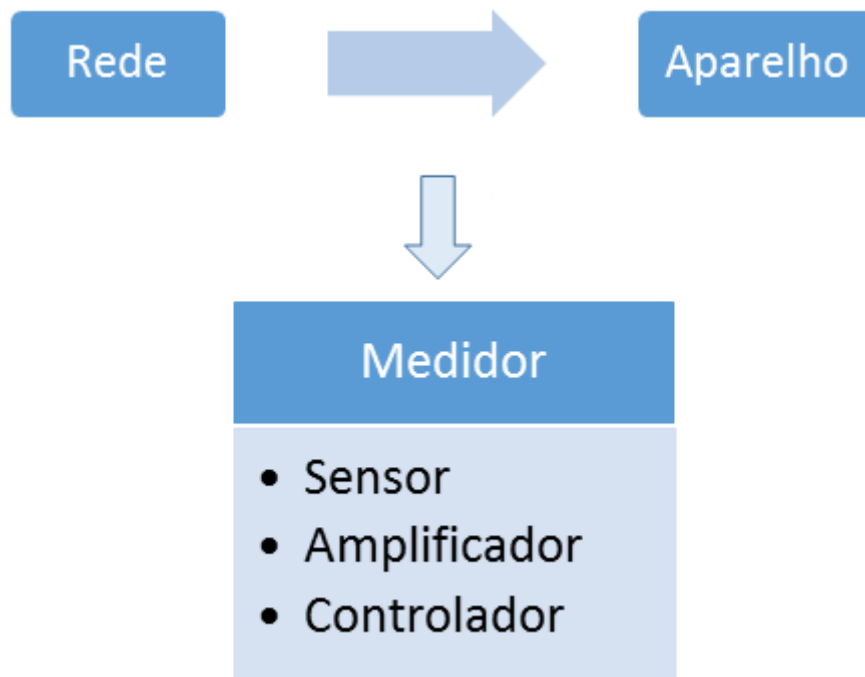 Rede
Aparelho
Medidor
• Sensor
• Amplificador
• Controlador